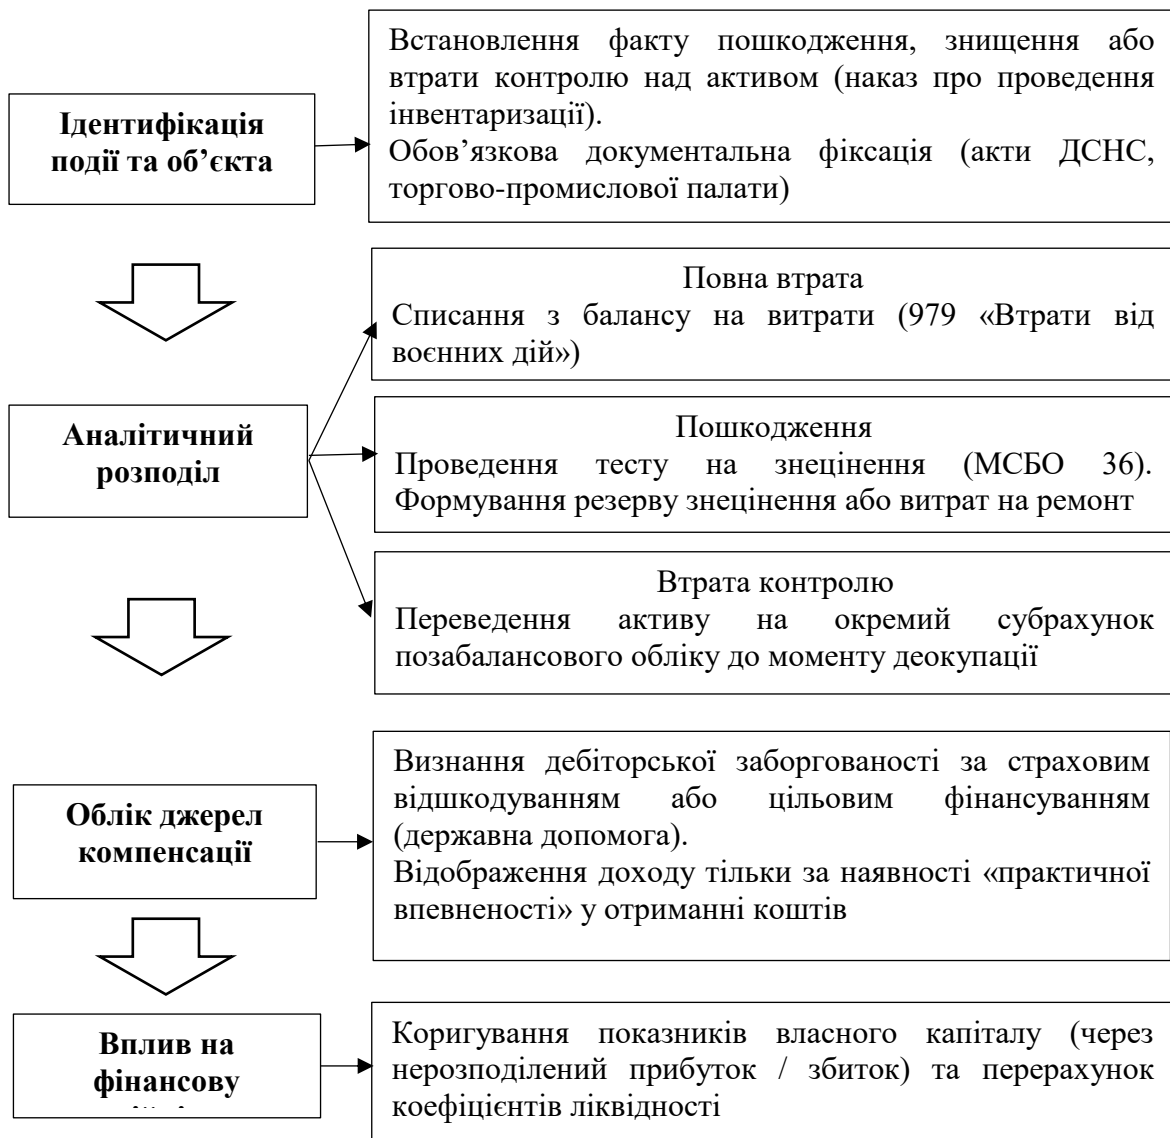 Ідентифікація
події та об’єкта
Встановлення факту пошкодження, знищення або
втрати контролю над активом (наказ про проведення
інвентаризації).
Обов’язкова документальна фіксація (акти ДСНС,
торгово-промислової палати)
Аналітичний
розподіл
Повна втрата
Списання з балансу на витрати (979 «Втрати від
воєнних дій»)
Пошкодження
Проведення тесту на знецінення (МСБО 36).
Формування резерву знецінення або витрат на ремонт
Втрата контролю
Переведення активу на окремий субрахунок
позабалансового обліку до моменту деокупації
Облік джерел
компенсації
Визнання дебіторської заборгованості за страховим
відшкодуванням або цільовим фінансуванням
(державна допомога).
Відображення доходу тільки за наявності «практичної
впевненості» у отриманні коштів
Вплив на
фінансову
Коригування показників власного капіталу (через
нерозподілений прибуток / збиток) та перерахунок
коефіцієнтів ліквідності